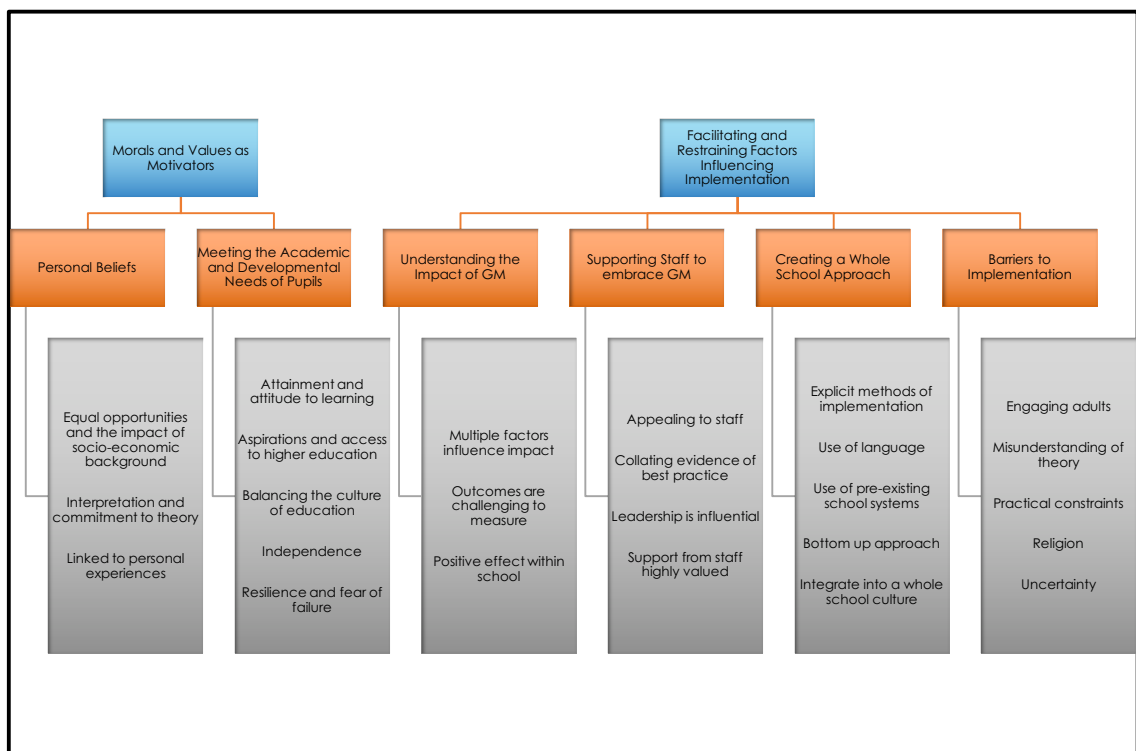 Morals and Values as
Motivators
Facilitating and
Restraining Factors
Influencing
Implementation
Personal Beliefs
Meeting the Academic
and Developmental
Needs of Pupils
Understanding the
Impact of GM
Supporting Staff to
embrace GM
Creating a Whole
School Approach
Barriers to
Implementation
Equal opportunities
and the impact of
socio-economic
background
Interpretation and
commitment to theory
Linked to personal
experiences
Attainment and
attitude to learning
Aspirations and access
to higher education
Balancing the culture
of education
Independence
Resilience and fear of
failure
Multiple factors
influence impact
Outcomes are
challenging to
measure
Positive effect within
school
Appealing to staff
Collating evidence of
best practice
Leadership is influential
Support from staff
highly valued
Explicit methods of
implementation
Use of language
Use of pre-existing
school systems
Bottom up approach
Integrate into a whole
school culture
Engaging adults
Misunderstanding of
theory
Practical constraints
Religion
Uncertainty